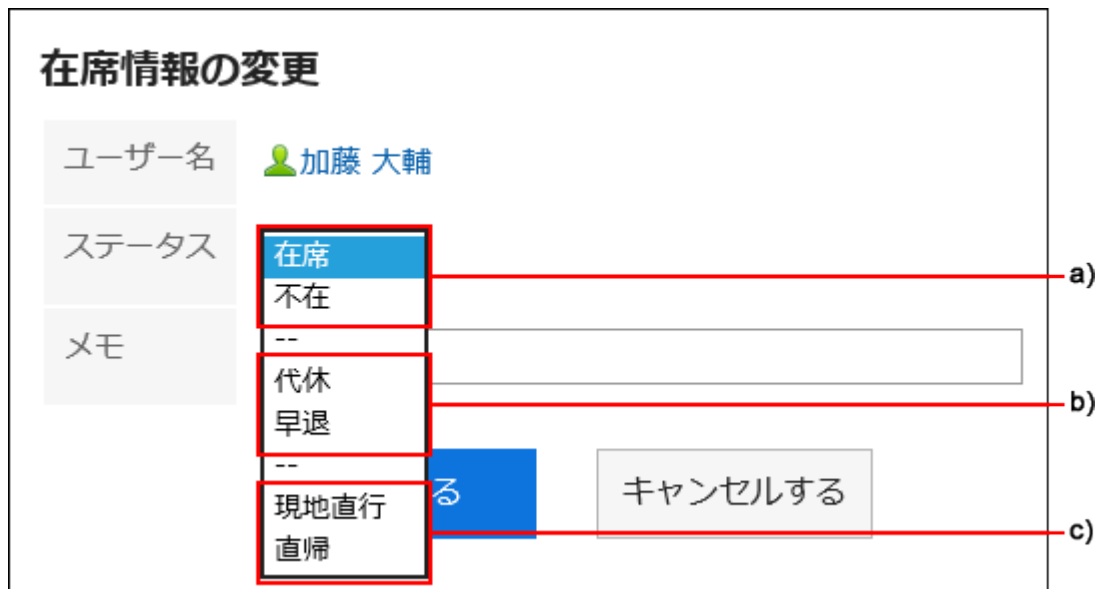 在席情報の変更
ユーザー名
加藤 大輔
ステータス
在席
不在
--
代休
早退
--
現地直行
直帰
a)
メモ
b)
る
キャンセルする
c)